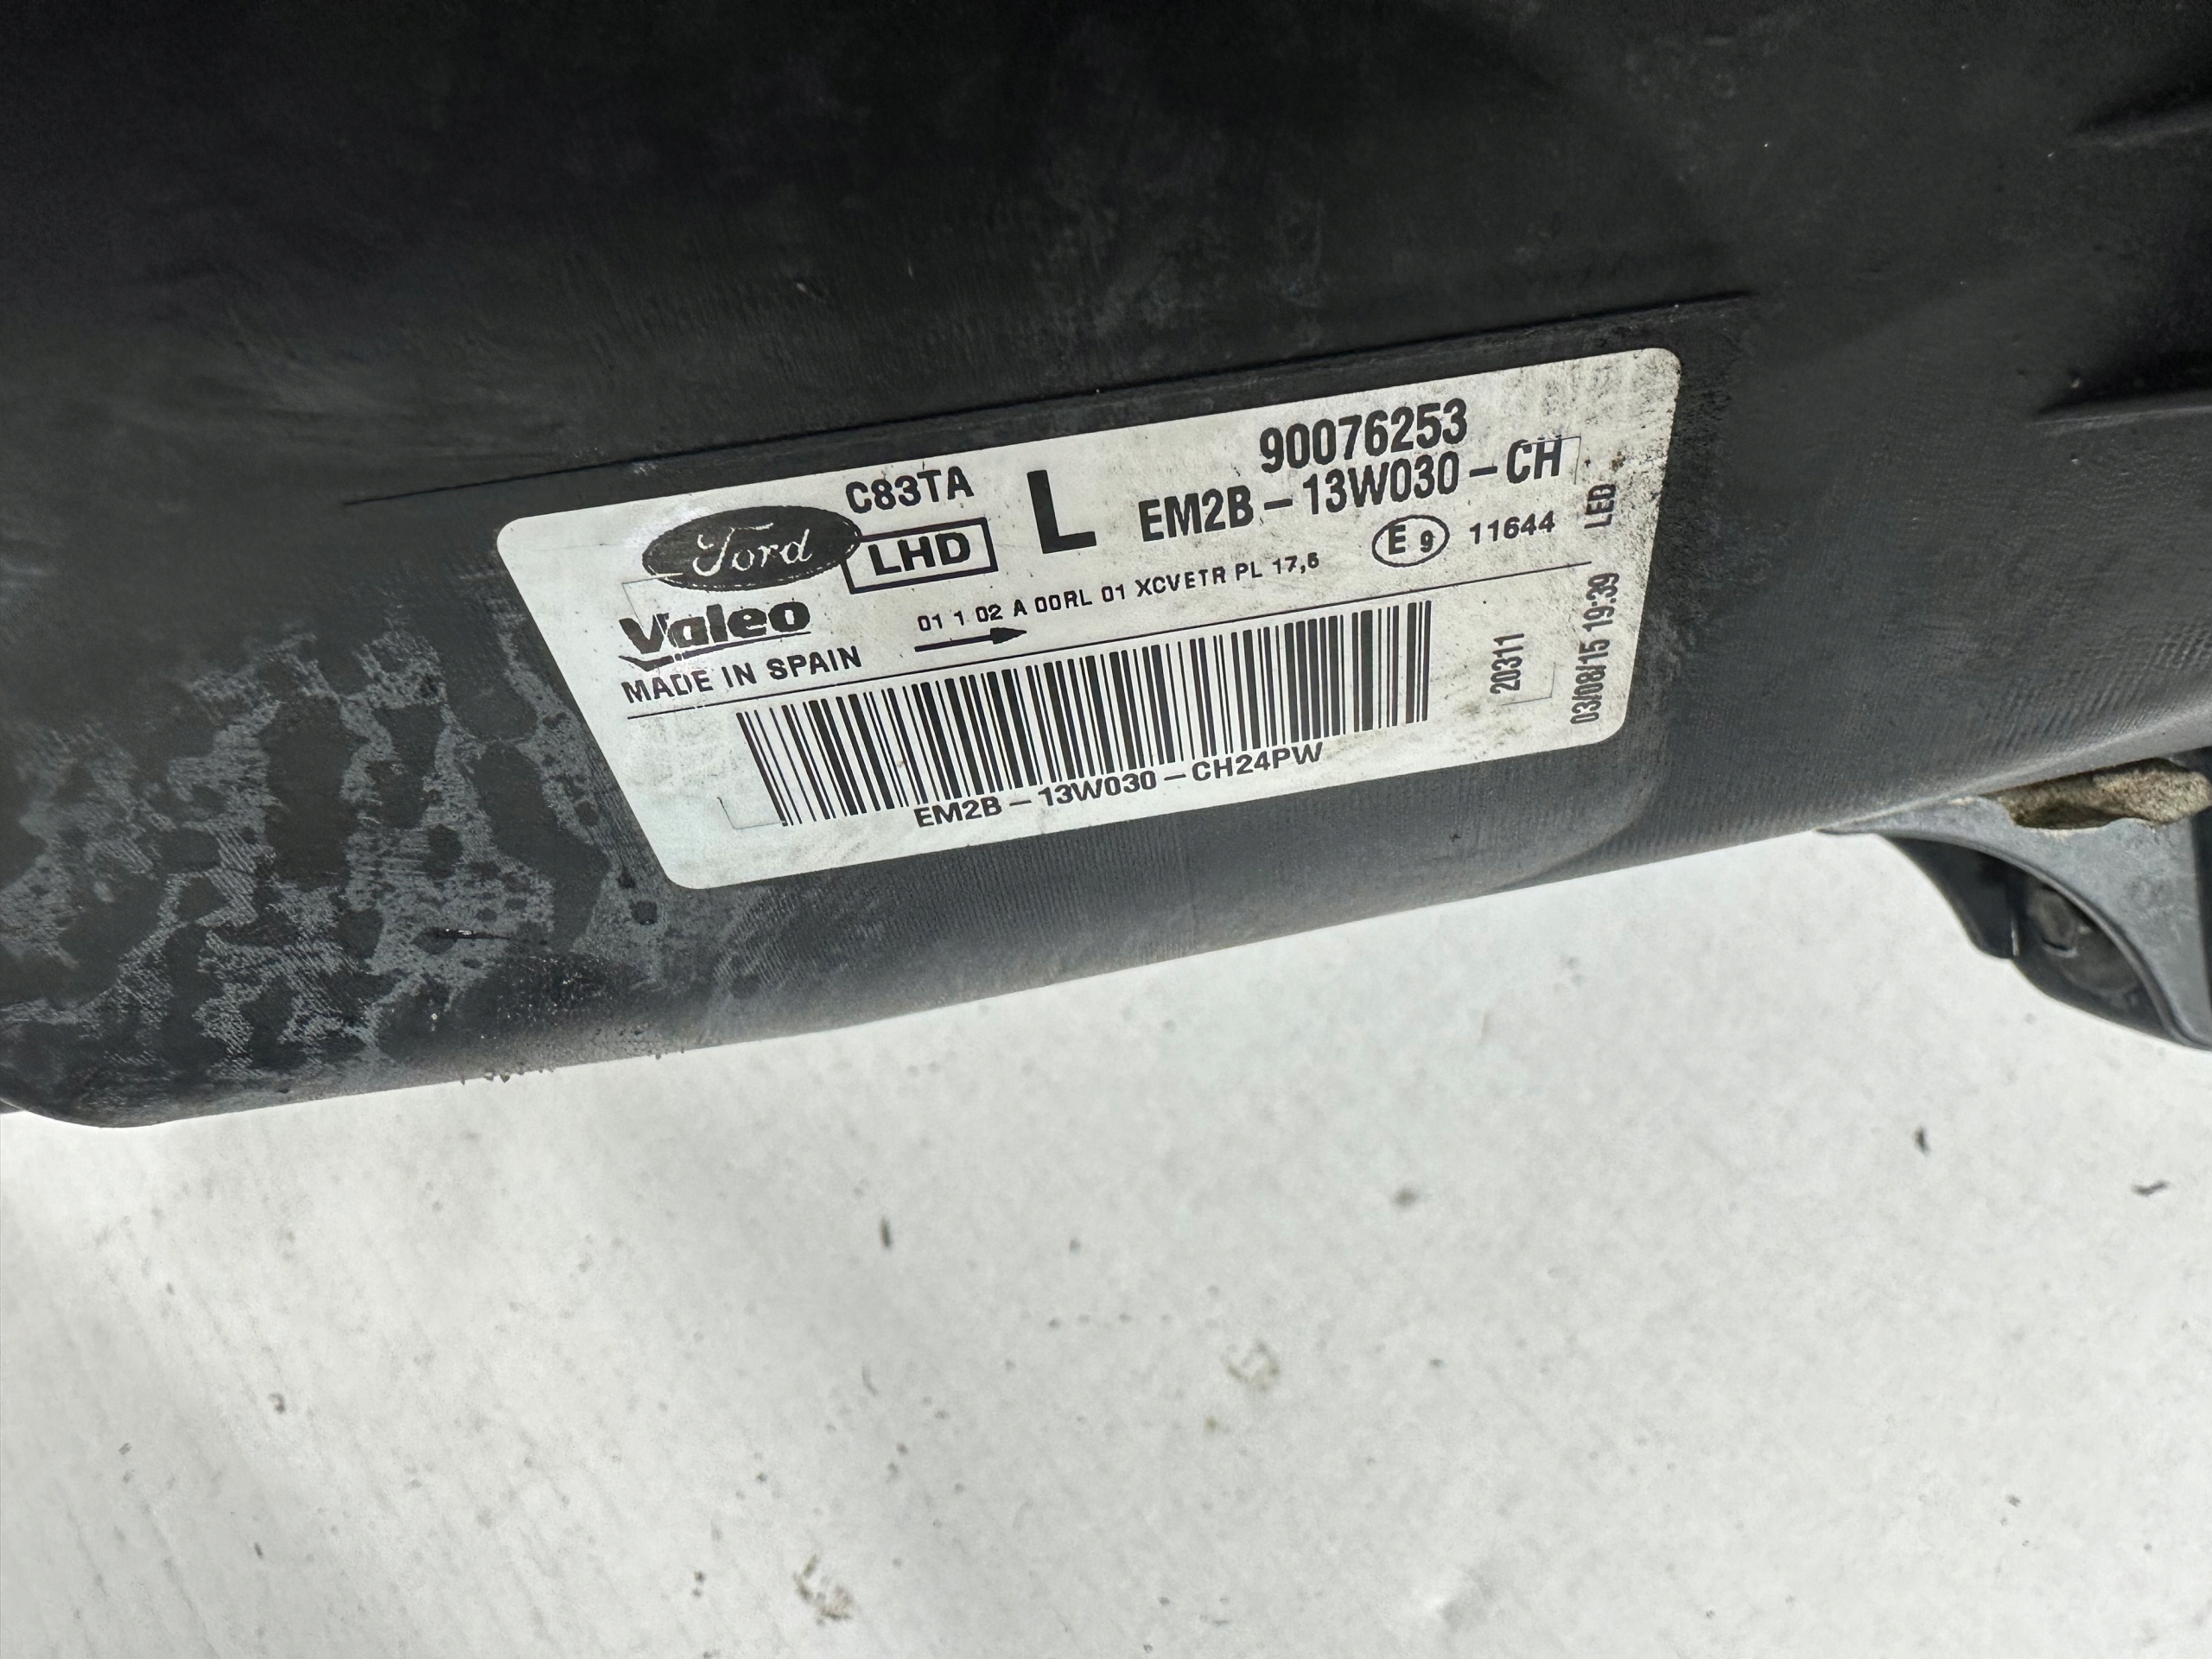 C83TA
Ford
LHD
L
90076253
EM2B-13W030-CH
E9 11644
LED
Valeo
01 1 02 A 00RL 01 XCVETR PL 17,5
MADE IN SPAIN
20311
03/08/15 19:39
EM2B-13W030-CH24PW